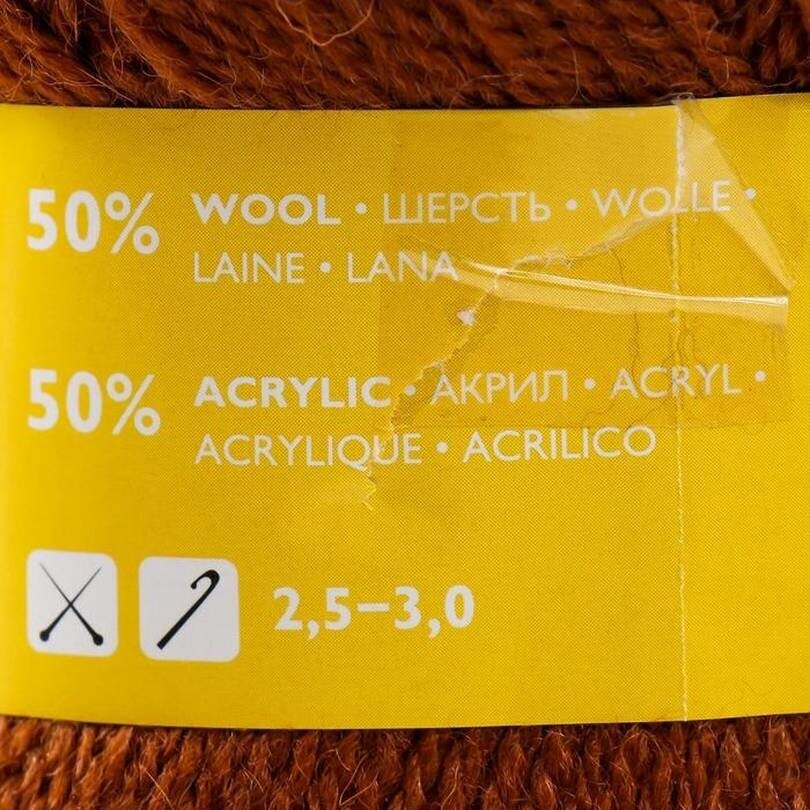 50% WOOL • ШЕРСТЬ • WOLLE •
LAINE • LANA
50% ACRYLIC • АКРИЛ • ACRYL •
ACRYLIQUE • ACRILICO
2,5–3,0